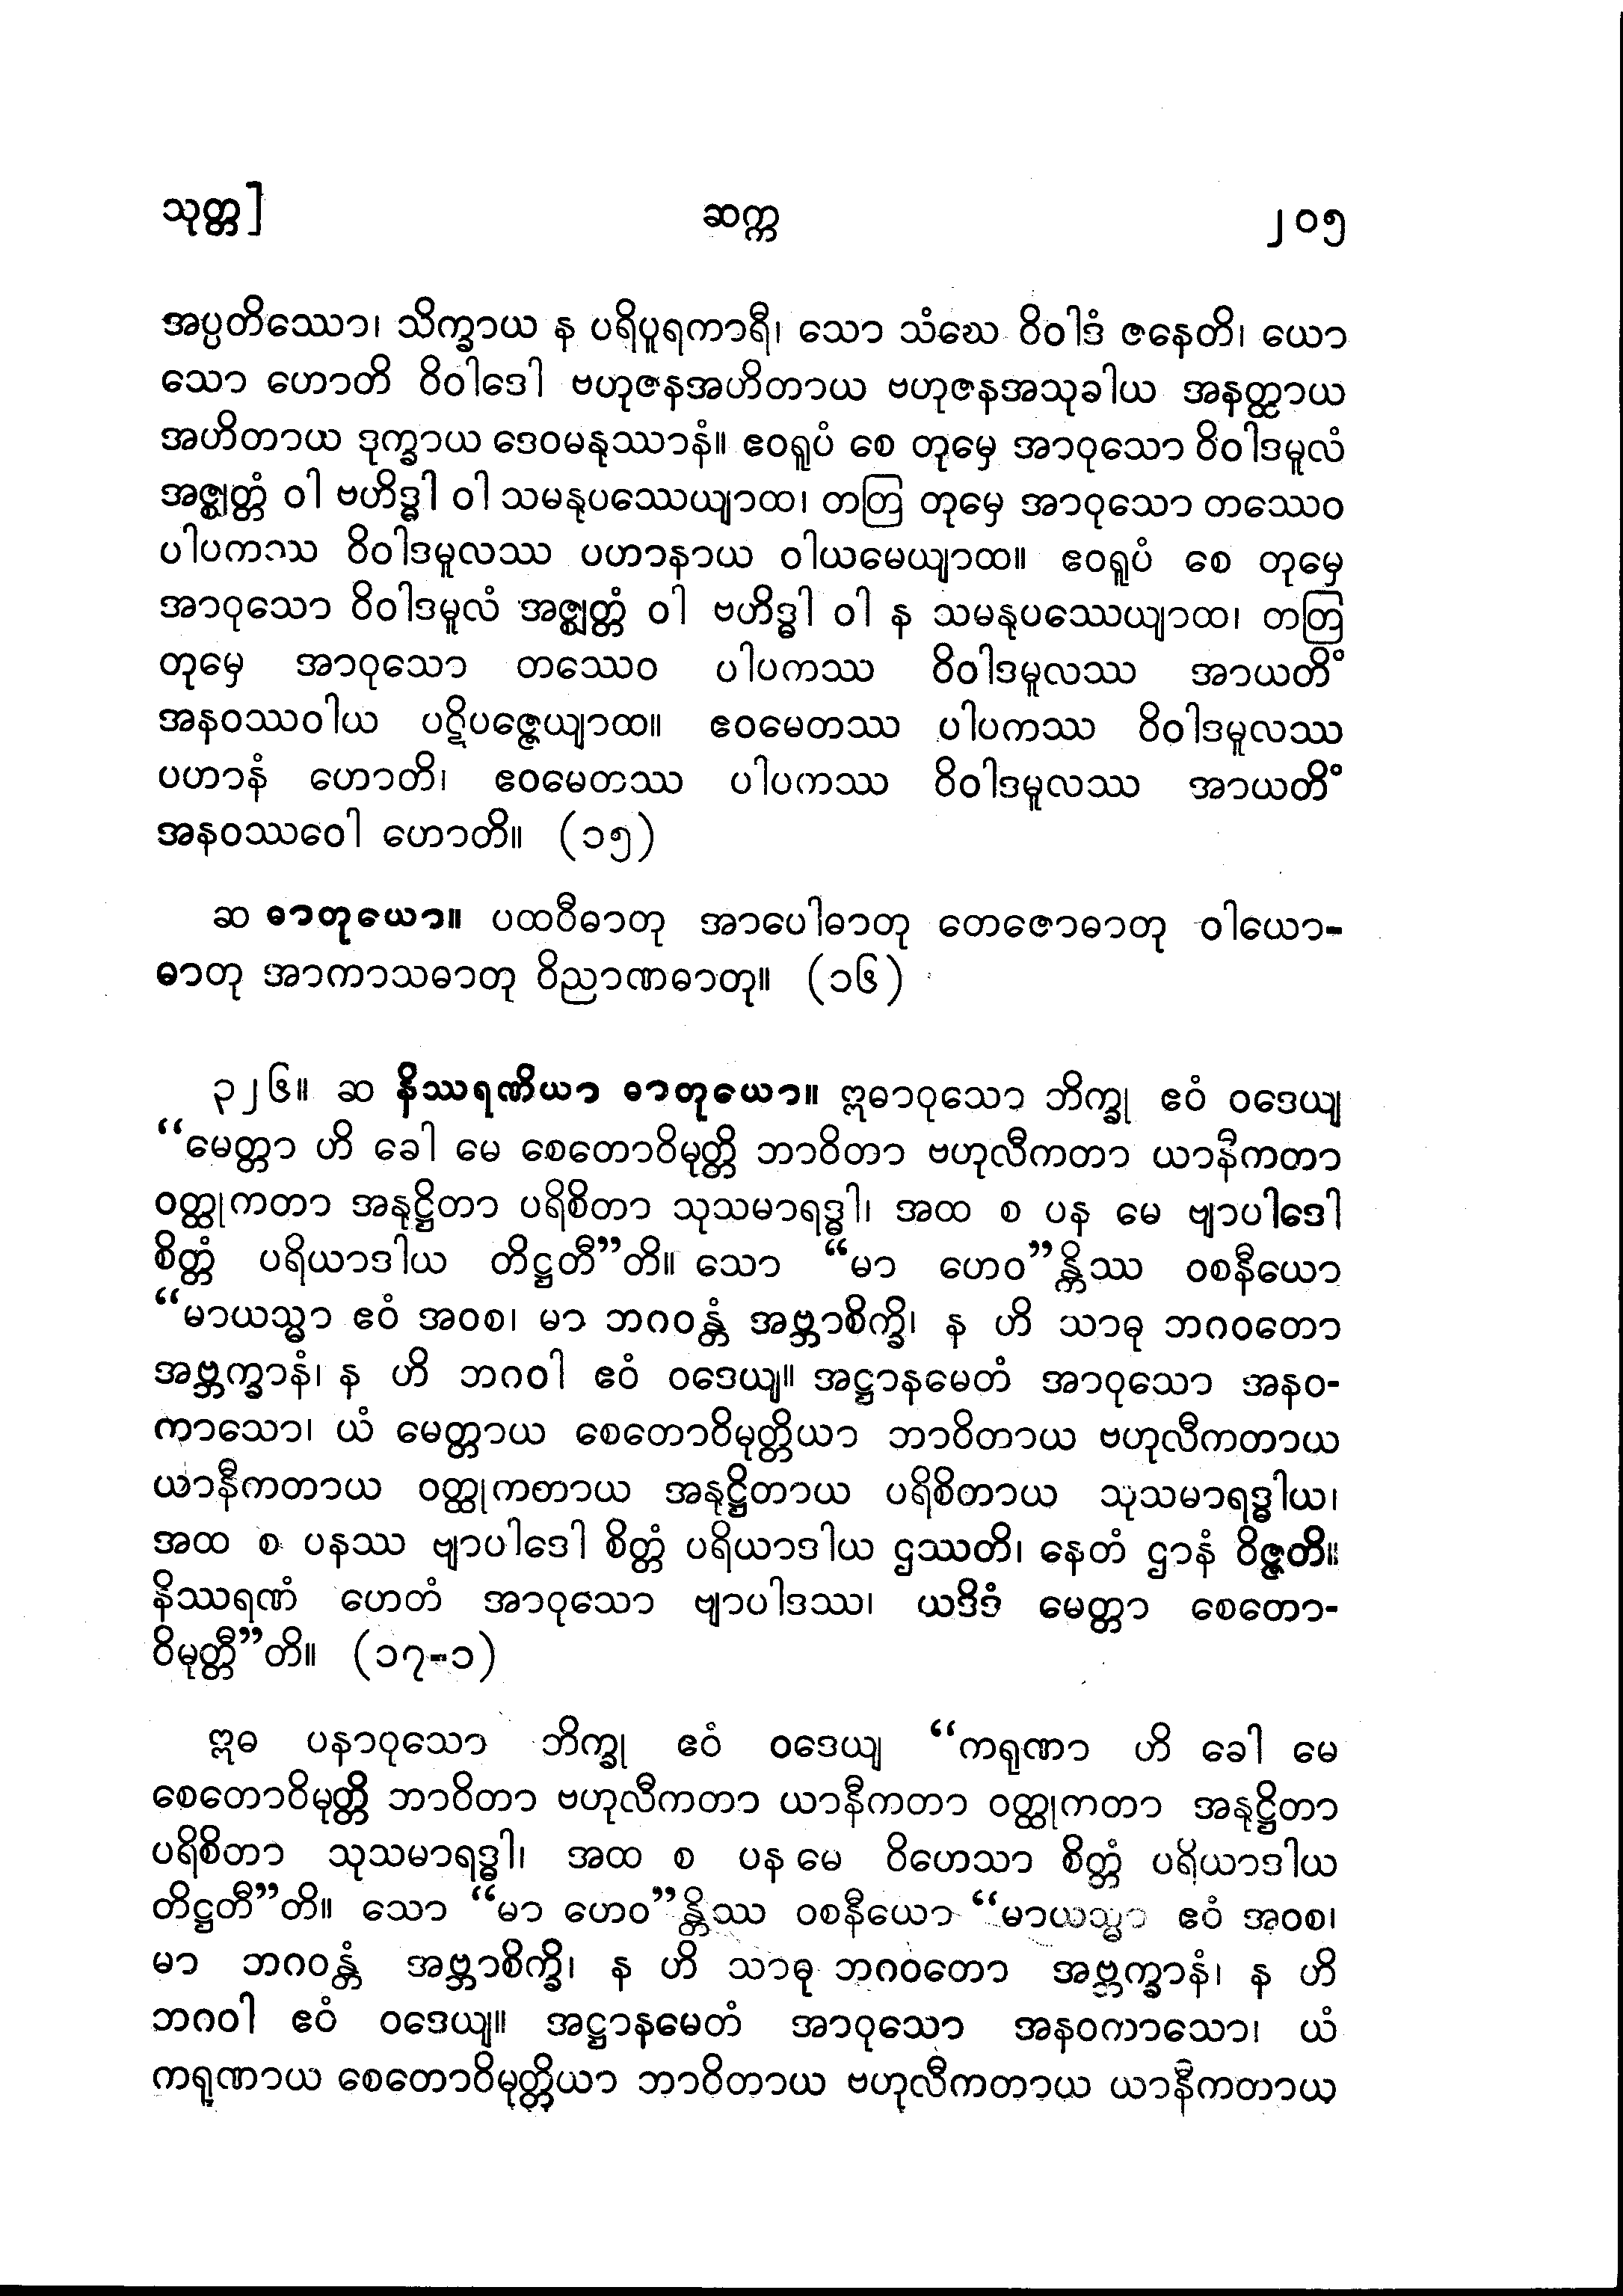 သုတ္တ]
ဆက္က
၂၀၅
အပ္ပတိဿော၊ သိက္ခာယ န ပရိပူရကာရီ၊ သော သံဃေ ဝိဝါဒံ ဇနေတိ၊ ယော
သော ဟောတိ ဝိဝါဒေါ ဗဟုဇနအဟိတာယ ဗဟုဇနအသုခါယ အနတ္ထာယ
အဟိတာယ ဒုက္ခာယ ဒေဝမနုဿာနံ။ ဧဝရူပံ စေ တုမှေ အာဝုသော ဝိဝါဒမူလံ
အဇ္ဈတ္တံ ဝါ ဗဟိဒ္ဓါ ဝါ သမနုပဿေယျာထ၊ တတြ တုမှေ အာဝုသော တဿေဝ
ပါပကဿ ဝိဝါဒမူလဿ ပဟာနာယ ဝါယမေယျာထ။ ဧဝရူပံ စေ တုမှေ
အာဝုသော ဝိဝါဒမူလံ အဇ္ဈတ္တံ ဝါ ဗဟိဒ္ဓါ ဝါ န သမနုပဿေယျာထ၊ တတြ
တုမှေ အာဝုသော တဿေဝ ပါပကဿ ဝိဝါဒမူလဿ အာယတိံ
အနဝဿဝါယ ပဋိပဇ္ဇေယျာထ။ ဧဝမေတဿ ပါပကဿ ဝိဝါဒမူလဿ
ပဟာနံ ဟောတိ၊ ဧဝမေတဿ ပါပကဿ ဝိဝါဒမူလဿ အာယတိံ
အနဝဿဝေါ ဟောတိ။ (၁၅)
ဆ ဓာတုယော။ ပထဝီဓာတု အာပေါဓာတု တေဇောဓာတု ဝါယော-
ဓာတု အာကာသဓာတု ဝိညာဏဓာတု။ (၁၆)
၃၂၆။ ဆ နိဿရဏိယာ ဓာတုယော။ ဣဓာဝုသော ဘိက္ခု ဧဝံ ဝဒေယျ
“မေတ္တာ ဟိ ခေါ မေ စေတောဝိမုတ္တိ ဘာဝိတာ ဗဟုလီကတာ ယာနီကတာ
ဝတ္ထုကတာ အနုဋ္ဌိတာ ပရိစိတာ သုသမာရဒ္ဓါ၊ အထ စ ပန မေ ဗျာပါဒေါ
စိတ္တံ ပရိယာဒါယ တိဋ္ဌတီ”တိ။ သော “မာ ဟေဝ”န္တိဿ ဝစနီယော
“မာယသ္မာ ဧဝံ အဝစ၊ မာ ဘဂဝန္တံ အဗ္ဘာစိက္ခိ၊ န ဟိ သာဓု ဘဂဝတော
အဗ္ဘက္ခာနံ၊ န ဟိ ဘဂဝါ ဧဝံ ဝဒေယျ။ အဋ္ဌာနမေတံ အာဝုသော အနဝ-
ကာသော၊ ယံ မေတ္တာယ စေတောဝိမုတ္တိယာ ဘာဝိတာယ ဗဟုလီကတာယ
ယာနီကတာယ ဝတ္ထုကတာယ အနုဋ္ဌိတာယ ပရိစိတာယ သုသမာရဒ္ဓါယ၊
အထ စ ပနဿ ဗျာပါဒေါ စိတ္တံ ပရိယာဒါယ ဌဿတိ၊ နေတံ ဌာနံ ဝိဇ္ဇတိ။
နိဿရဏံ ဟေတံ အာဝုသော ဗျာပါဒဿ၊ ယဒိဒံ မေတ္တာ စေတော-
ဝိမုတ္တီ”တိ။ (၁၇-၁)
ဣဓ ပနာဝုသော ဘိက္ခု ဧဝံ ဝဒေယျ “ကရုဏာ ဟိ ခေါ မေ
စေတောဝိမုတ္တိ ဘာဝိတာ ဗဟုလီကတာ ယာနီကတာ ဝတ္ထုကတာ အနုဋ္ဌိတာ
ပရိစိတာ သုသမာရဒ္ဓါ၊ အထ စ ပန မေ ဝိဟေသာ စိတ္တံ ပရိယာဒါယ
တိဋ္ဌတီ”တိ။ သော “မာ ဟေဝ”န္တိဿ ဝစနီယော “မာယသ္မာ ဧဝံ အဝစ၊
မာ ဘဂဝန္တံ အဗ္ဘာစိက္ခိ၊ န ဟိ သာဓု ဘဂဝတော အဗ္ဘက္ခာနံ၊ န ဟိ
ဘဂဝါ ဧဝံ ဝဒေယျ။ အဋ္ဌာနမေတံ အာဝုသော အနဝကာသော၊ ယံ
ကရုဏာယ စေတောဝိမုတ္တိယာ ဘာဝိတာယ ဗဟုလီကတာယ ယာနီကတာယ